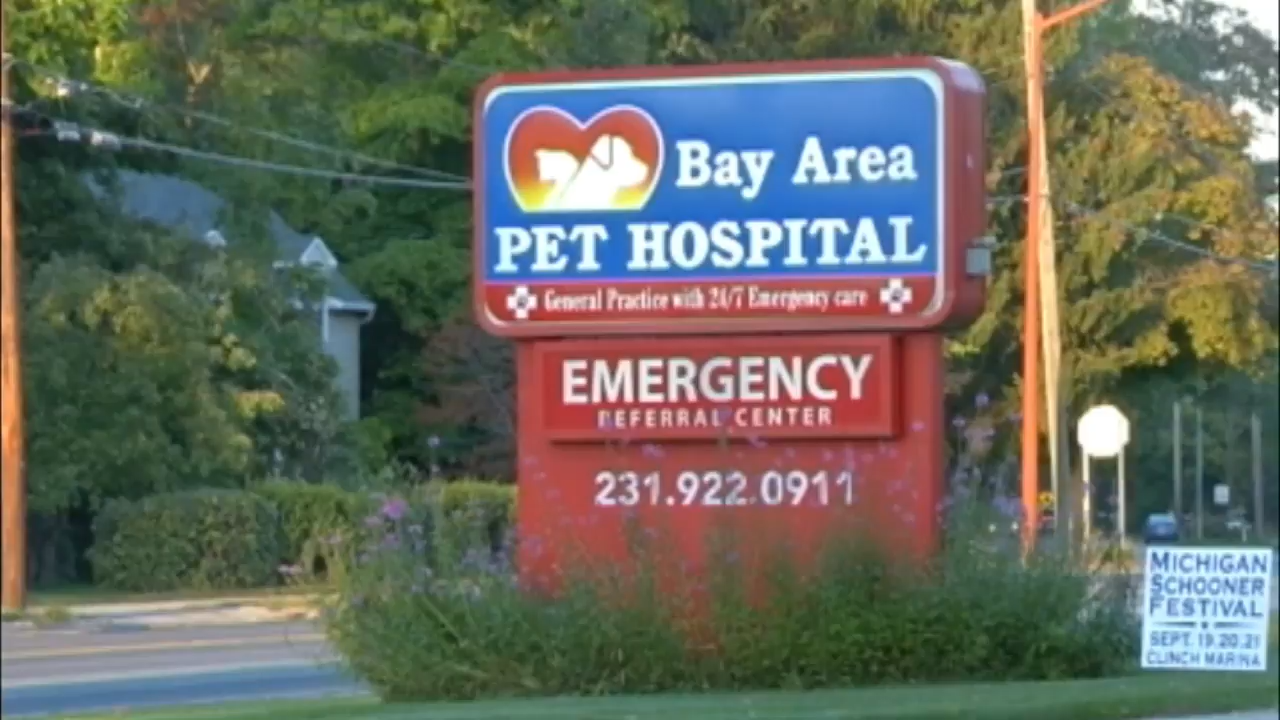 Bay Area
PET HOSPITAL
General Practice with 24/7 Emergency care
EMERGENCY
REFERRAL CENTER
231.922.0911
MICHIGAN
SCHOONER
FESTIVAL
SEPT. 19.20.21
CLINCH MARINA